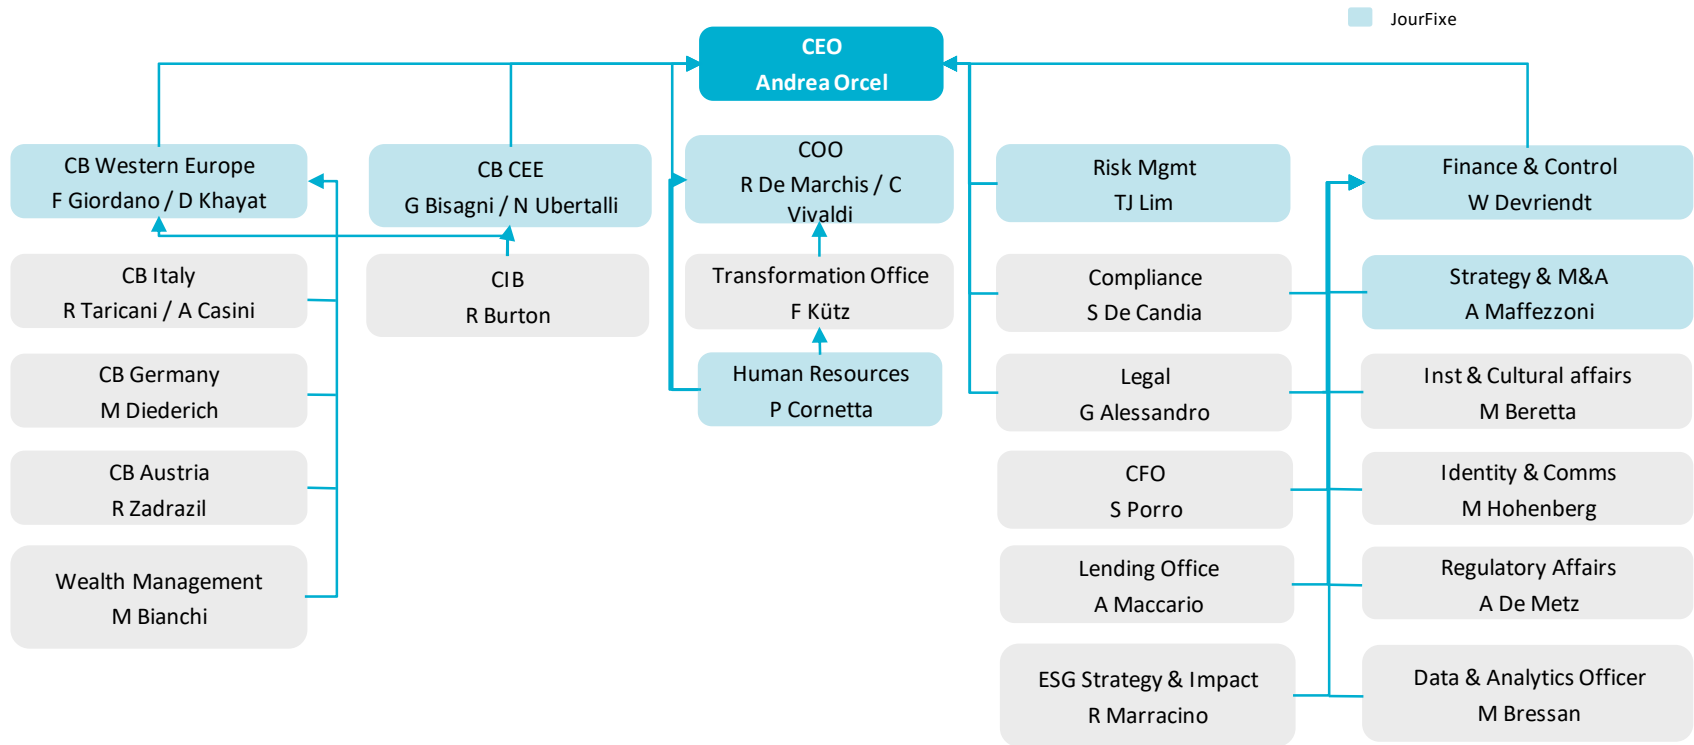 JourFixe
CEO
Andrea Orcel
CB Western Europe
F Giordano / D Khayat
CB CEE
G Bisagni / N Ubertalli
COO
R De Marchis / C
Vivaldi
Risk Mgmt
TJ Lim
Finance & Control
W Devriendt
CB Italy
R Taricani / A Casini
CIB
R Burton
Transformation Office
F Kütz
Compliance
S De Candia
Strategy & M&A
A Maffezzoni
CB Germany
M Diederich
Human Resources
P Cornetta
Legal
G Alessandro
Inst & Cultural affairs
M Beretta
CB Austria
R Zadrazil
CFO
S Porro
Identity & Comms
M Hohenberg
Wealth Management
M Bianchi
Lending Office
A Maccario
Regulatory Affairs
A De Metz
ESG Strategy & Impact
R Marracino
Data & Analytics Officer
M Bressan